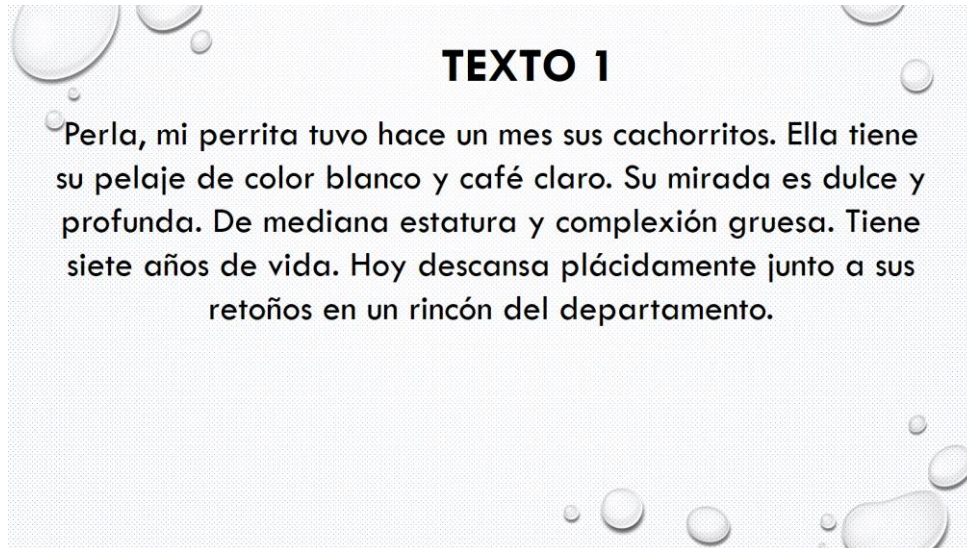 TEXTO 1
Perla, mi perrita tuvo hace un mes sus cachorritos. Ella tiene
su pelaje de color blanco y café claro. Su mirada es dulce y
profunda. De mediana estatura y complexión gruesa. Tiene
siete años de vida. Hoy descansa plácidamente junto a sus
retoños en un rincón del departamento.